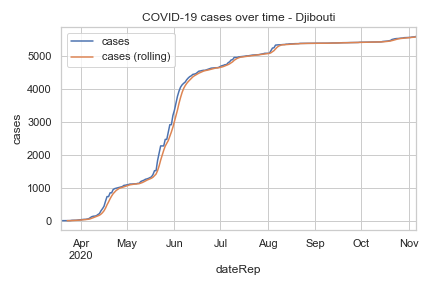 COVID-19 cases over time - Djibouti
cases
cases (rolling)
5000
4000
3000
2000
1000
0
cases
Apr May Jun Jul Aug Sep Oct Nov
2020
dateRep